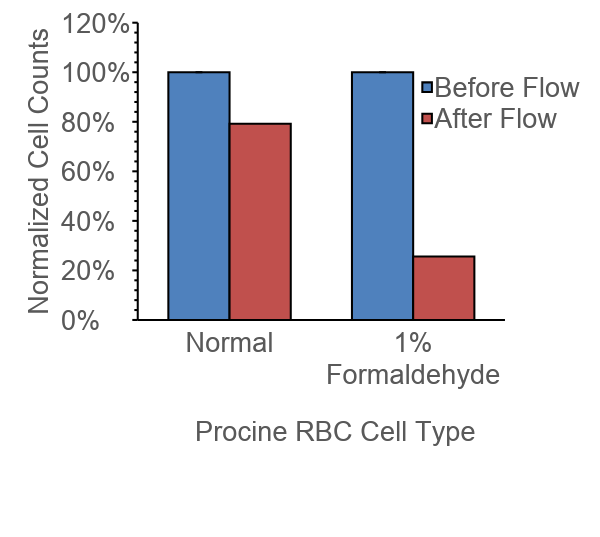 120%
100%
80%
60%
40%
20%
0%
Normalized Cell Counts
Before Flow
After Flow
Normal
1%
Formaldehyde
Procine RBC Cell Type